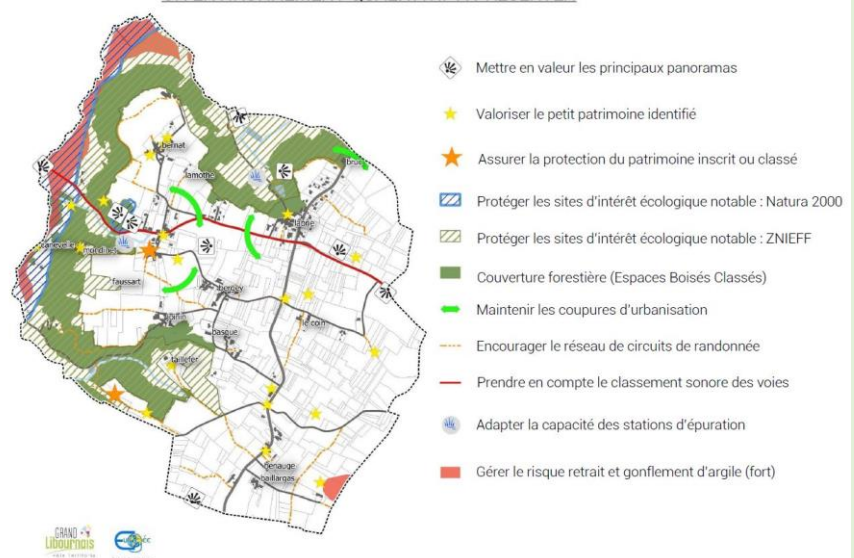 bernat
lamothe
bruc
labrie
faussart
barcey
le coin
basque
taillefer
benauge
baillargas
Mettre en valeur les principaux panoramas
Valoriser le petit patrimoine identifié
Assurer la protection du patrimoine inscrit ou classé
Protéger les sites d'intérêt écologique notable : Natura 2000
Protéger les sites d'intérêt écologique notable : ZNIEFF
Couverture forestière (Espaces Boisés Classés)
Maintenir les coupures d'urbanisation
Encourager le réseau de circuits de randonnée
Prendre en compte le classement sonore des voies
Adapter la capacité des stations d'épuration
Gérer le risque retrait et gonflement d'argile (fort)
GRAND
Libournais